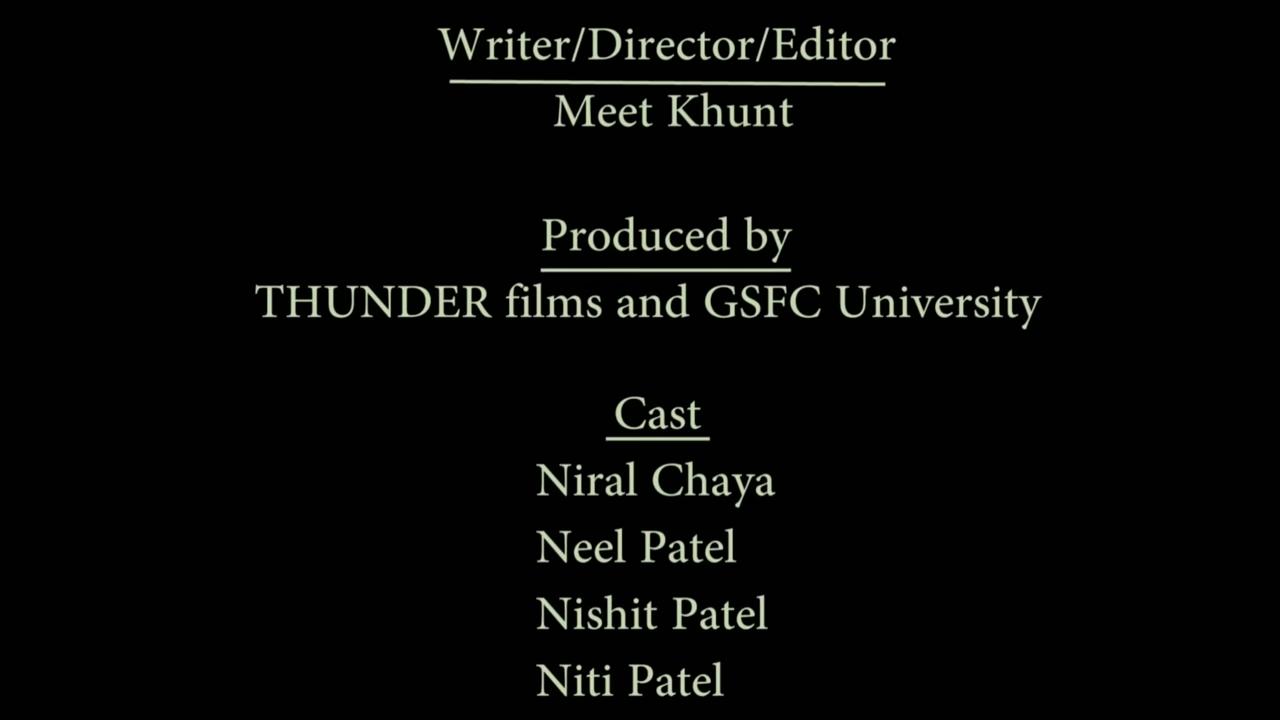 Writer/Director/Editor
Meet Khunt
Produced by
THUNDER films and GSFC University
Cast
Niral Chaya
Neel Patel
Nishit Patel
Niti Patel